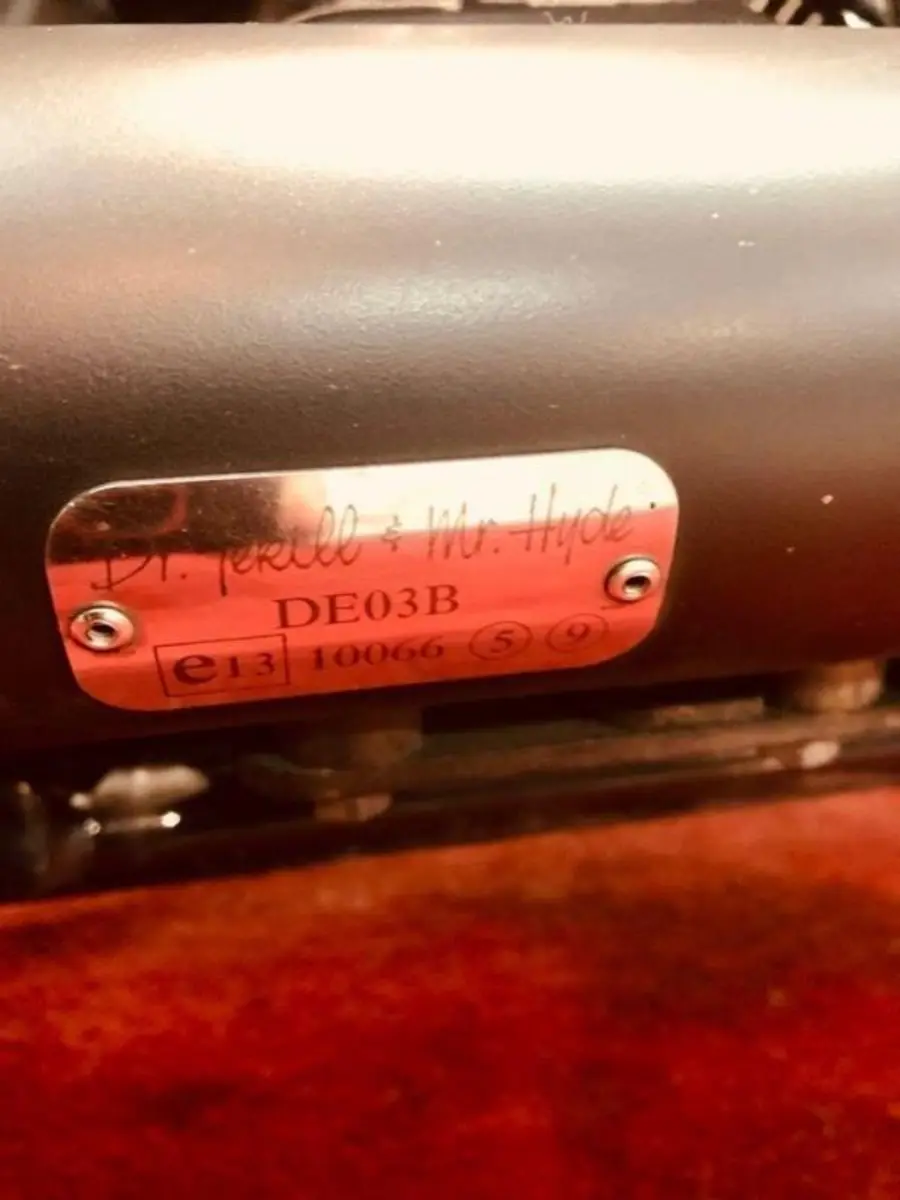 Dr. Jekill & Mr. Hyde
DE03B
e13 10066 5 9